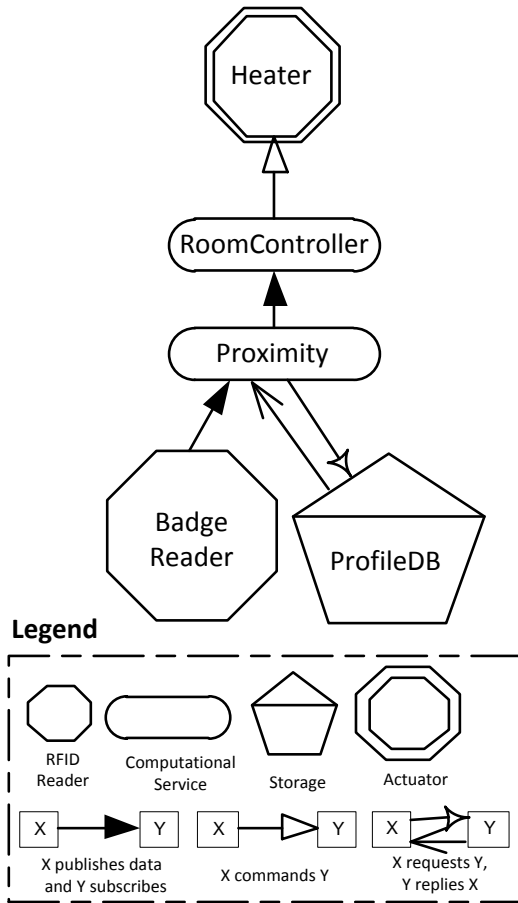 Heater
RoomController
Proximity
Badge
Reader
ProfileDB
Legend
RFID
Reader
Computational
Service
Storage
Actuator
X
Y
X
Y
X
Y
X publishes data
and Y subscribes
X commands Y
X requests Y,
Y replies X